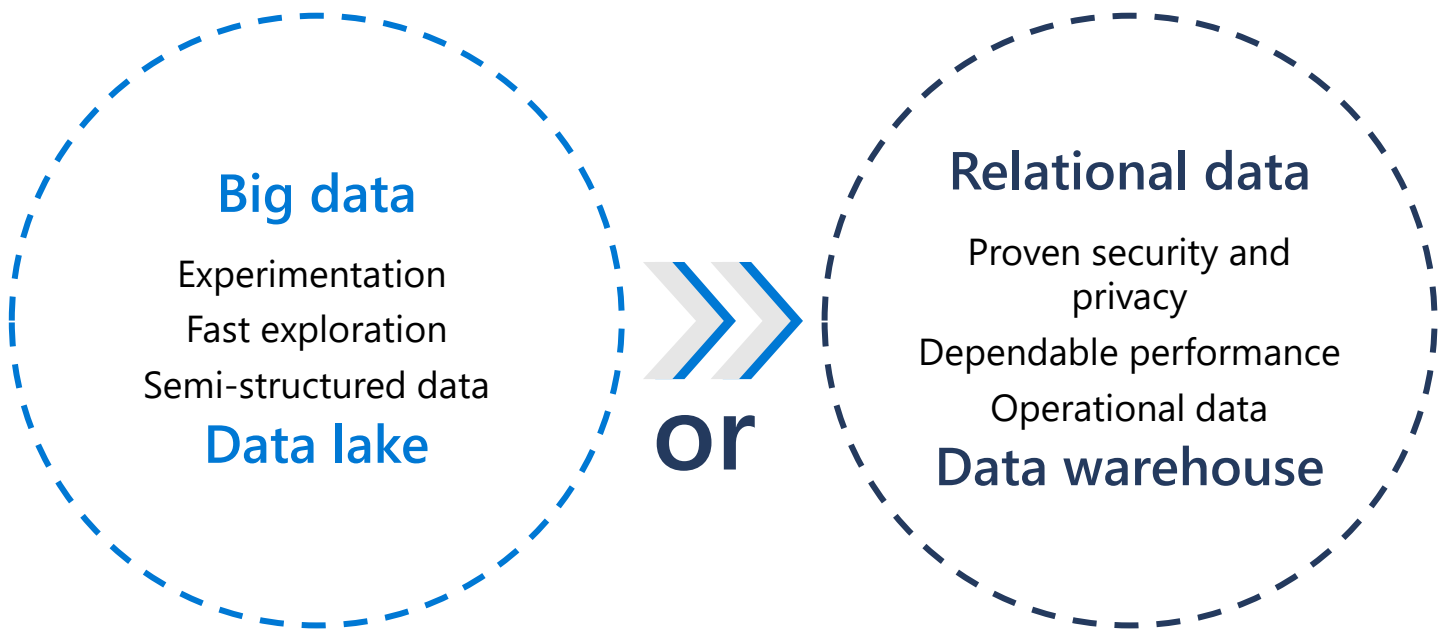 Big data
Experimentation
Fast exploration
Semi-structured data
Data lake
or
Relational data
Proven security and
privacy
Dependable performance
Operational data
Data warehouse